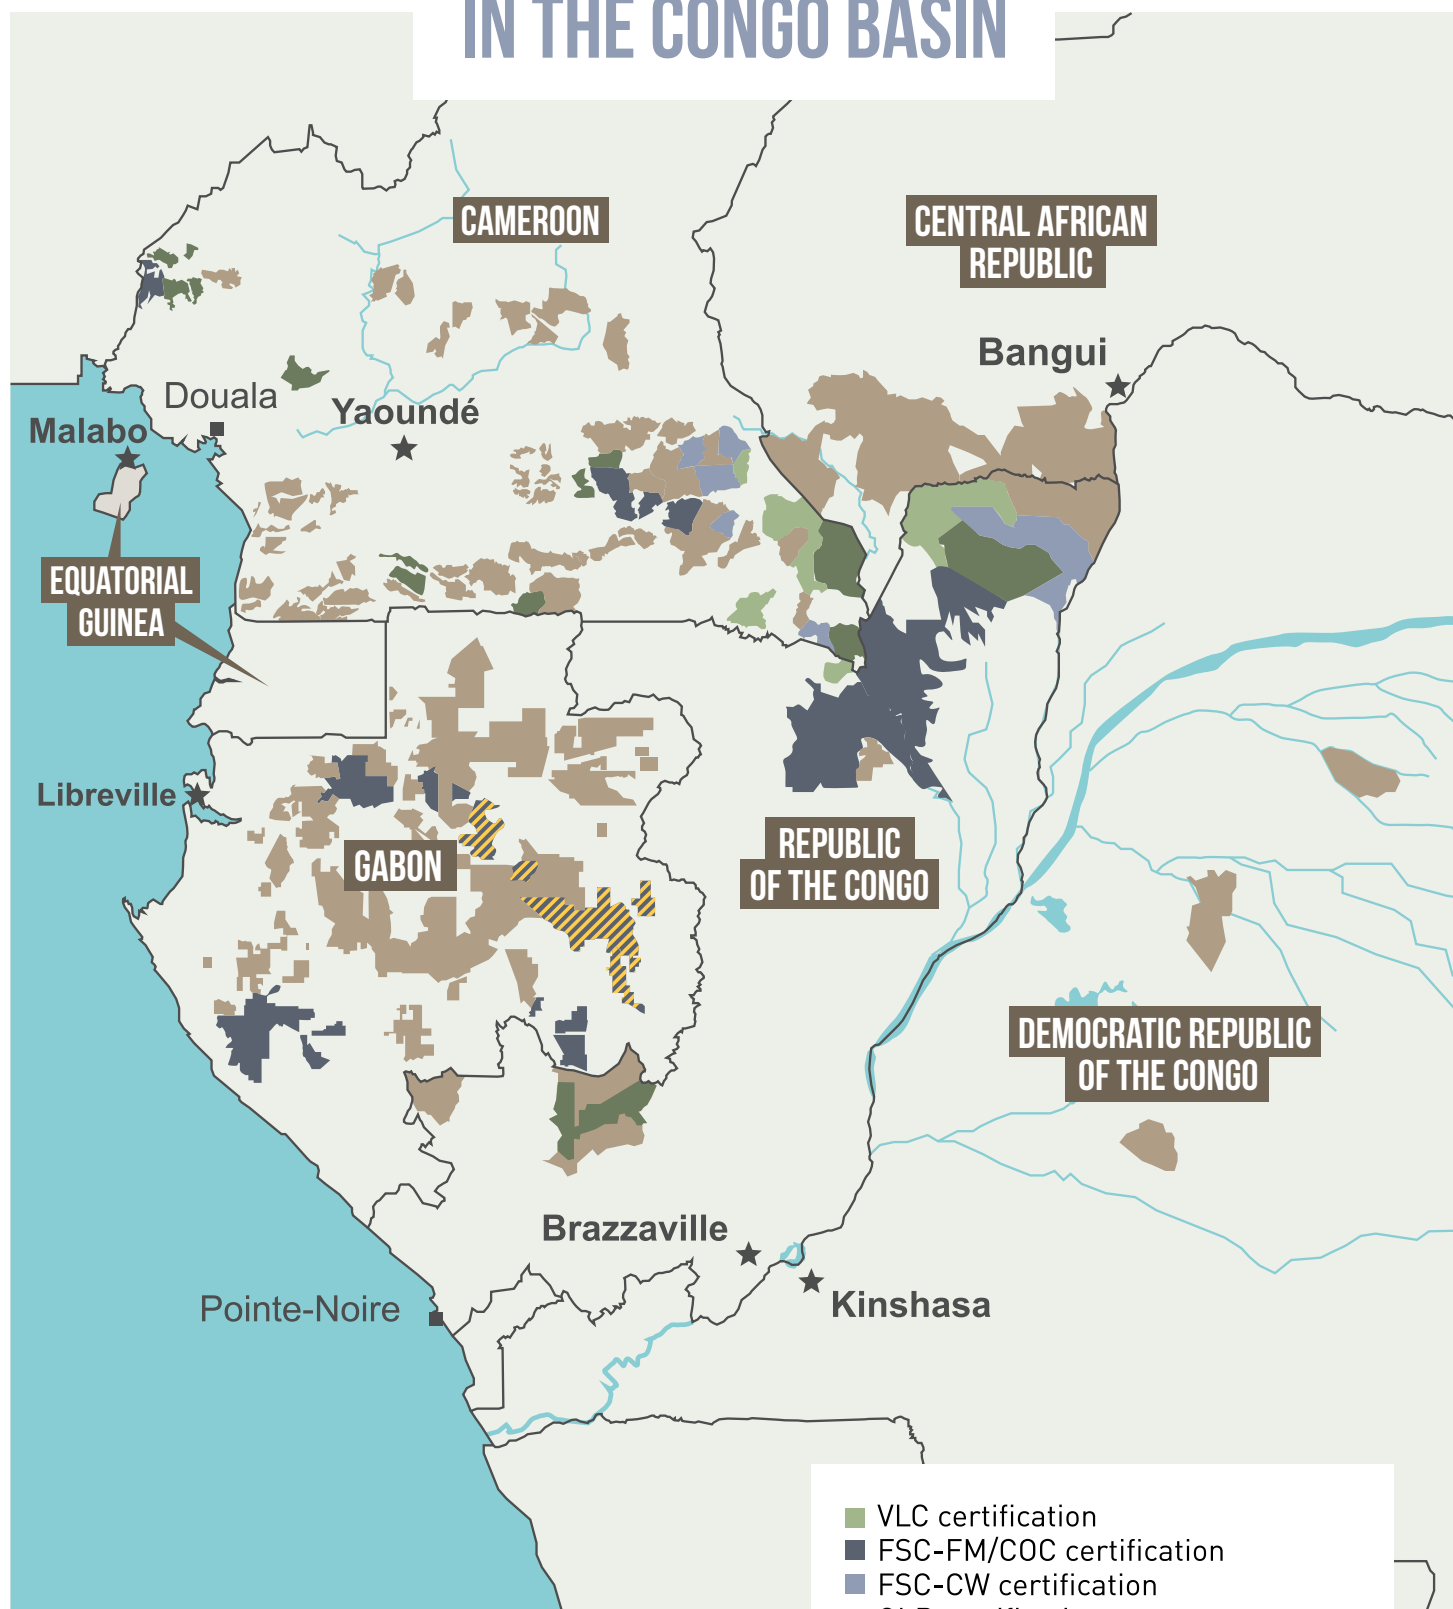 IN THE CONGO BASIN
CAMEROON
CENTRAL AFRICAN
REPUBLIC
Bangui
Douala
Yaoundé
Malabo
EQUATORIAL
GUINEA
Libreville
GABON
REPUBLIC
OF THE CONGO
DEMOCRATIC REPUBLIC
OF THE CONGO
Brazzaville
Kinshasa
Pointe-Noire
VLC certification
FSC-FM/COC certification
FSC-CW certification